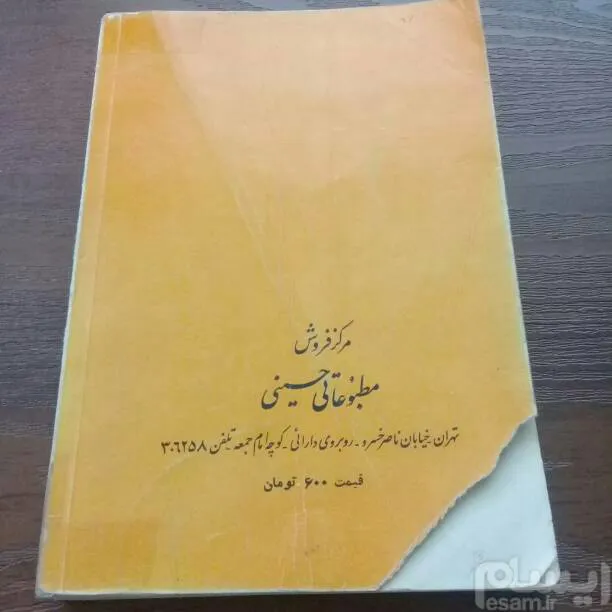 مرکز فروش
مطبوعاتی حسینی
تهران ـ خیابان ناصرخسرو ـ روبروی دارائی ـ کوچه امام جمعه تلفن ۳۰۶۲۵۸
قیمت ۶۰۰ تومان
ایسام
esam.ir